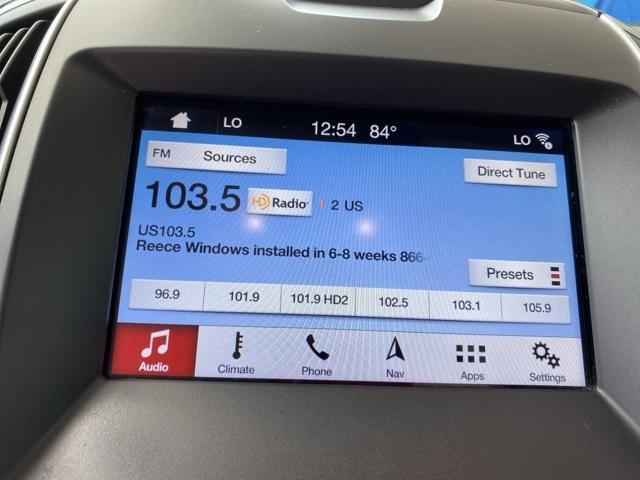 LO 12:54 84° LO
FM Sources
Direct Tune
103.5 HD Radio 1 2 US
US103.5
Reece Windows installed in 6-8 weeks 866-
Presets
96.9 101.9 101.9 HD2 102.5 103.1 105.9
Audio Climate Phone Nav Apps Settings